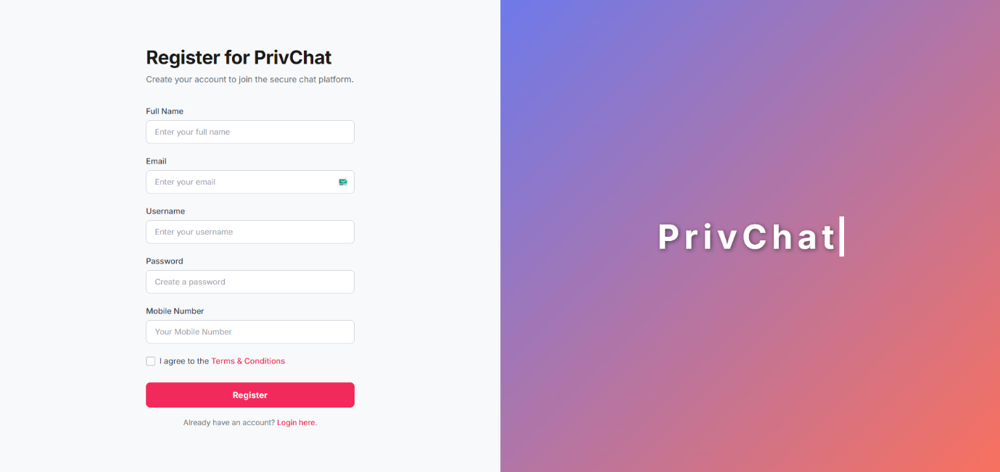 Register for PrivChat
Create your account to join the secure chat platform.
Full Name
Enter your full name
Email
Enter your email
Username
Enter your username
Password
Create a password
Mobile Number
Your Mobile Number
I agree to the Terms & Conditions
Register
Already have an account? Login here.
PrivChat